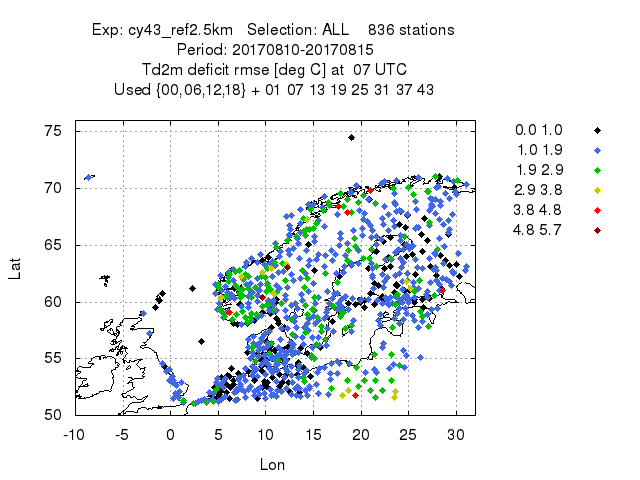 Exp: cy43_ref2.5km   Selection: ALL    836 stations
Period: 20170810-20170815
Td2m deficit rmse [deg C] at  07 UTC
Used {00,06,12,18} + 01 07 13 19 25 31 37 43
0.0 1.0
1.0 1.9
1.9 2.9
2.9 3.8
3.8 4.8
4.8 5.7
75
70
65
60
55
50
Lat
-10 -5 0 5 10 15 20 25 30
Lon